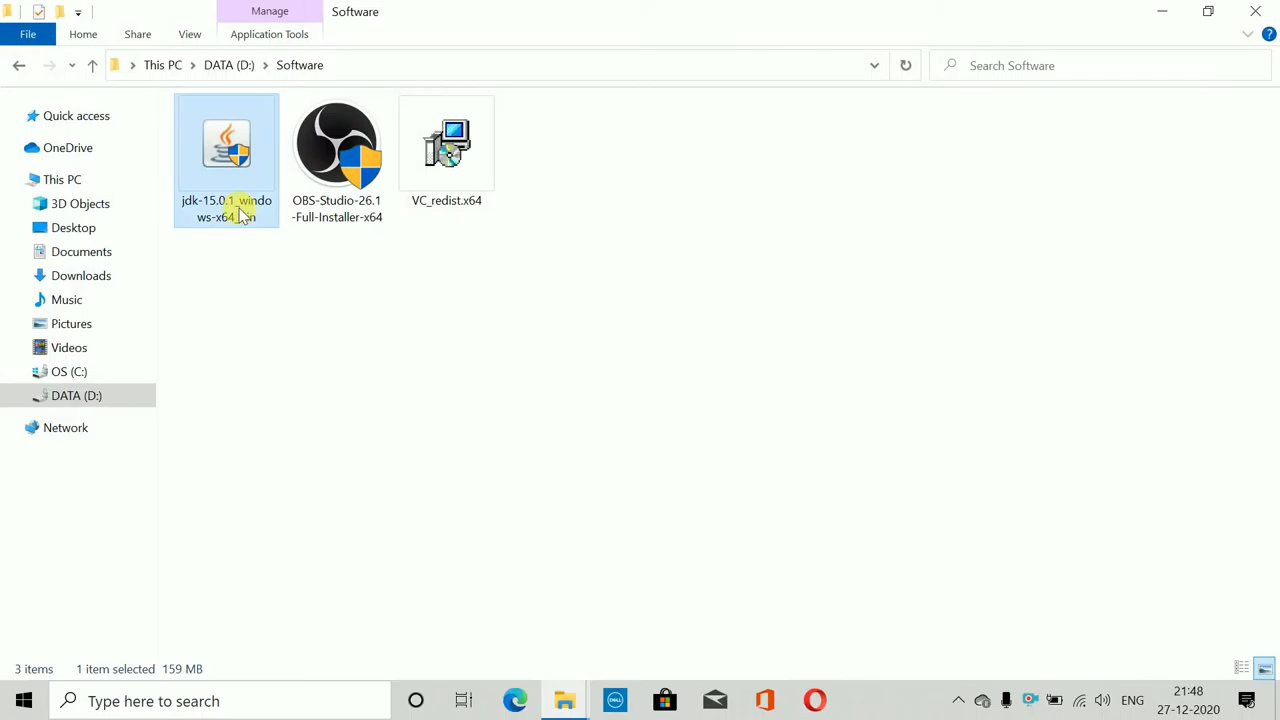 Manage
Software
File
Home
Share
View
Application Tools
This PC
DATA (D:)
Software
Search Software
Quick access
OneDrive
This PC
3D Objects
Desktop
Documents
Downloads
Music
Pictures
Videos
OS (C:)
DATA (D:)
Network
jdk-15.0.1_windo
OBS-Studio-26.1
-Full-Installer-x64
VC_redist.x64
3 items
1 item selected
159 MB
Type here to search
DELL
ENG
21:48
27-12-2020